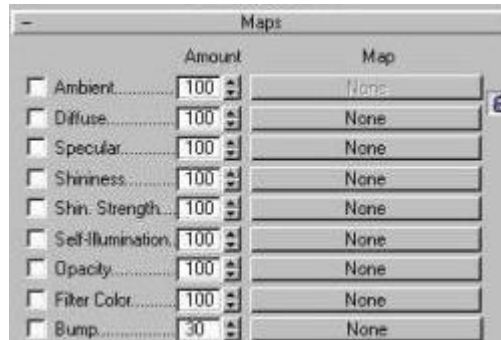 Maps
Amount Map
Ambient............ 100 None
Diffuse............ 100 None
Specular........... 100 None
Shininess.......... 100 None
Shin. Strength.... 100 None
Self-Illumination. 100 None
Opacity............ 100 None
Filter Color........ 100 None
Bump............... 30 None